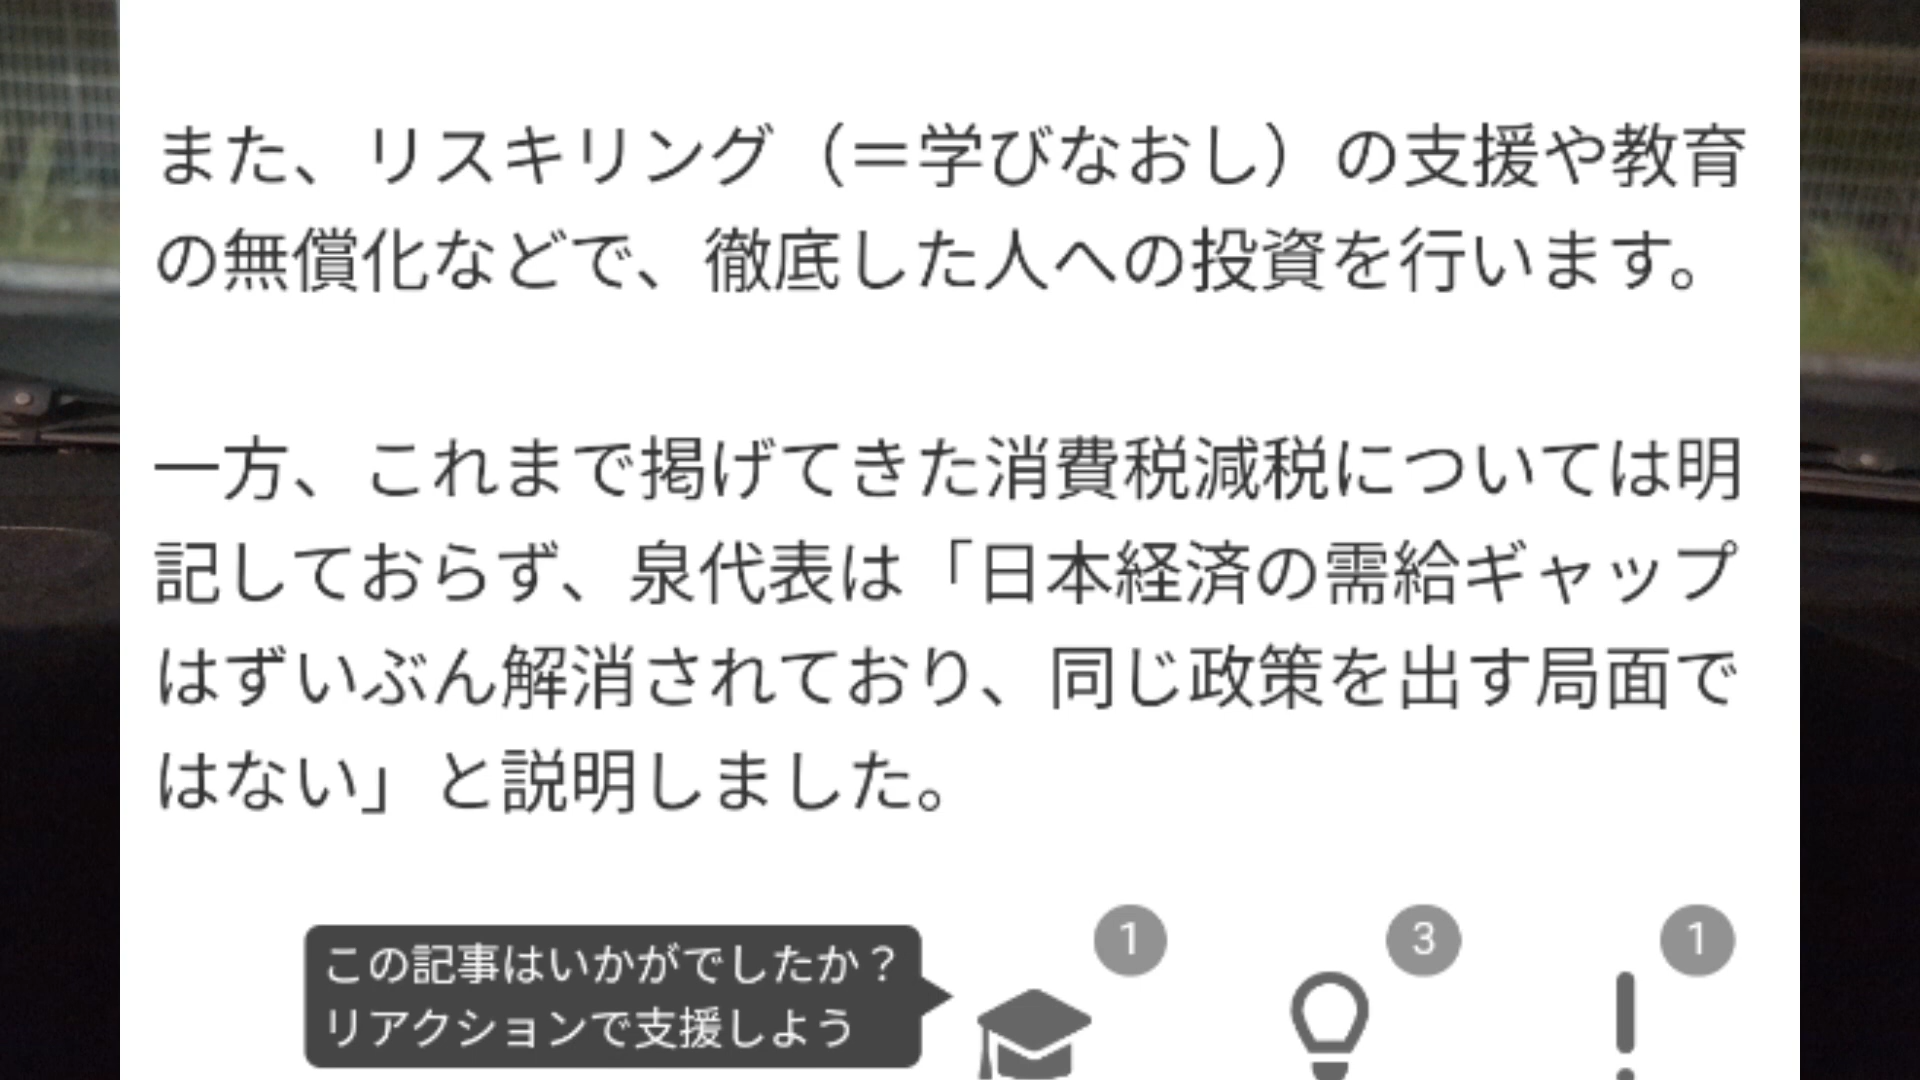 また、リスキリング（＝学びなおし）の支援や教育
の無償化などで、徹底した人への投資を行います。
一方、これまで掲げてきた消費税減税については明
記しておらず、泉代表は「日本経済の需給ギャップ
はずいぶん解消されており、同じ政策を出す局面で
はない」と説明しました。
1
3
1
この記事はいかがでしたか？
リアクションで支援しよう